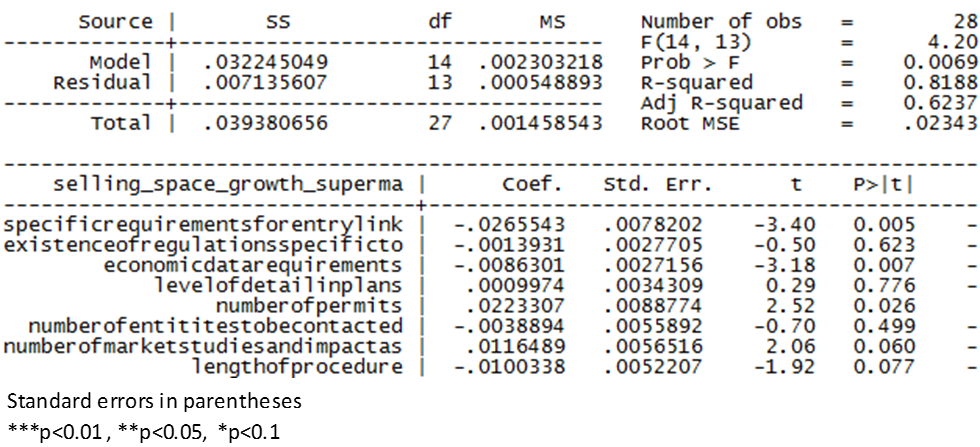 Source | SS df MS Number of obs = 28
-------------+---------------------------------- F(14, 13) = 4.20
Model | .032245049 14 .002303218 Prob > F = 0.0069
Residual | .007135607 13 .000548893 R-squared = 0.8188
-------------+---------------------------------- Adj R-squared = 0.6237
Total | .039380656 27 .001458543 Root MSE = .02343
selling_space_growth_superma | Coef. Std. Err. t P>|t|
specificrequirementsforentrylink | -.0265543 .0078202 -3.40 0.005 -
existenceofregulationsspecificto | -.0013931 .0027705 -0.50 0.623 -
economicdatarequirements | -.0086301 .0027156 -3.18 0.007 -
levelofdetailinplans | .0009974 .0034309 0.29 0.776 -
numberofpermits | .0223307 .0088774 2.52 0.026
numberofentititestobecontacted | -.0038894 .0055892 -0.70 0.499 -
numberofmarketstudiesandimpactas | .0116489 .0056516 2.06 0.060 -
lengthofprocedure | -.0100338 .0052207 -1.92 0.077 -
Standard errors in parentheses
***p<0.01, **p<0.05, *p<0.1